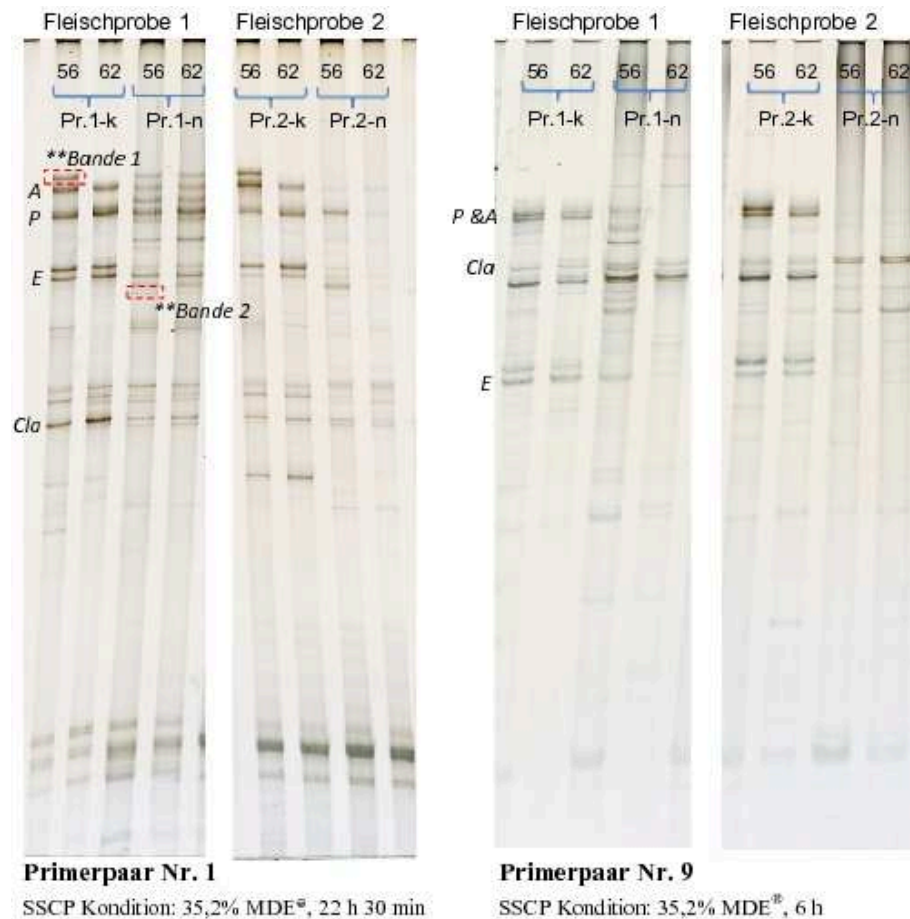 Fleischprobe 1 Fleischprobe 2 Fleischprobe 1 Fleischprobe 2
56 62 56 62 56 62 56 62 56 62 56 62
56 62 56 62
Pr.1-k Pr.1-n Pr.2-k Pr.2-n Pr.1-k Pr.1-n Pr.2-k Pr.2-n
**Bande 1
A
P
P &A
Cla
E
**Bande 2
E
Cla
Primerpaar Nr. 1
SSCP Kondition: 35,2% MDE®, 22 h 30 min
Primerpaar Nr. 9
SSCP Kondition: 35,2% MDE®, 6 h